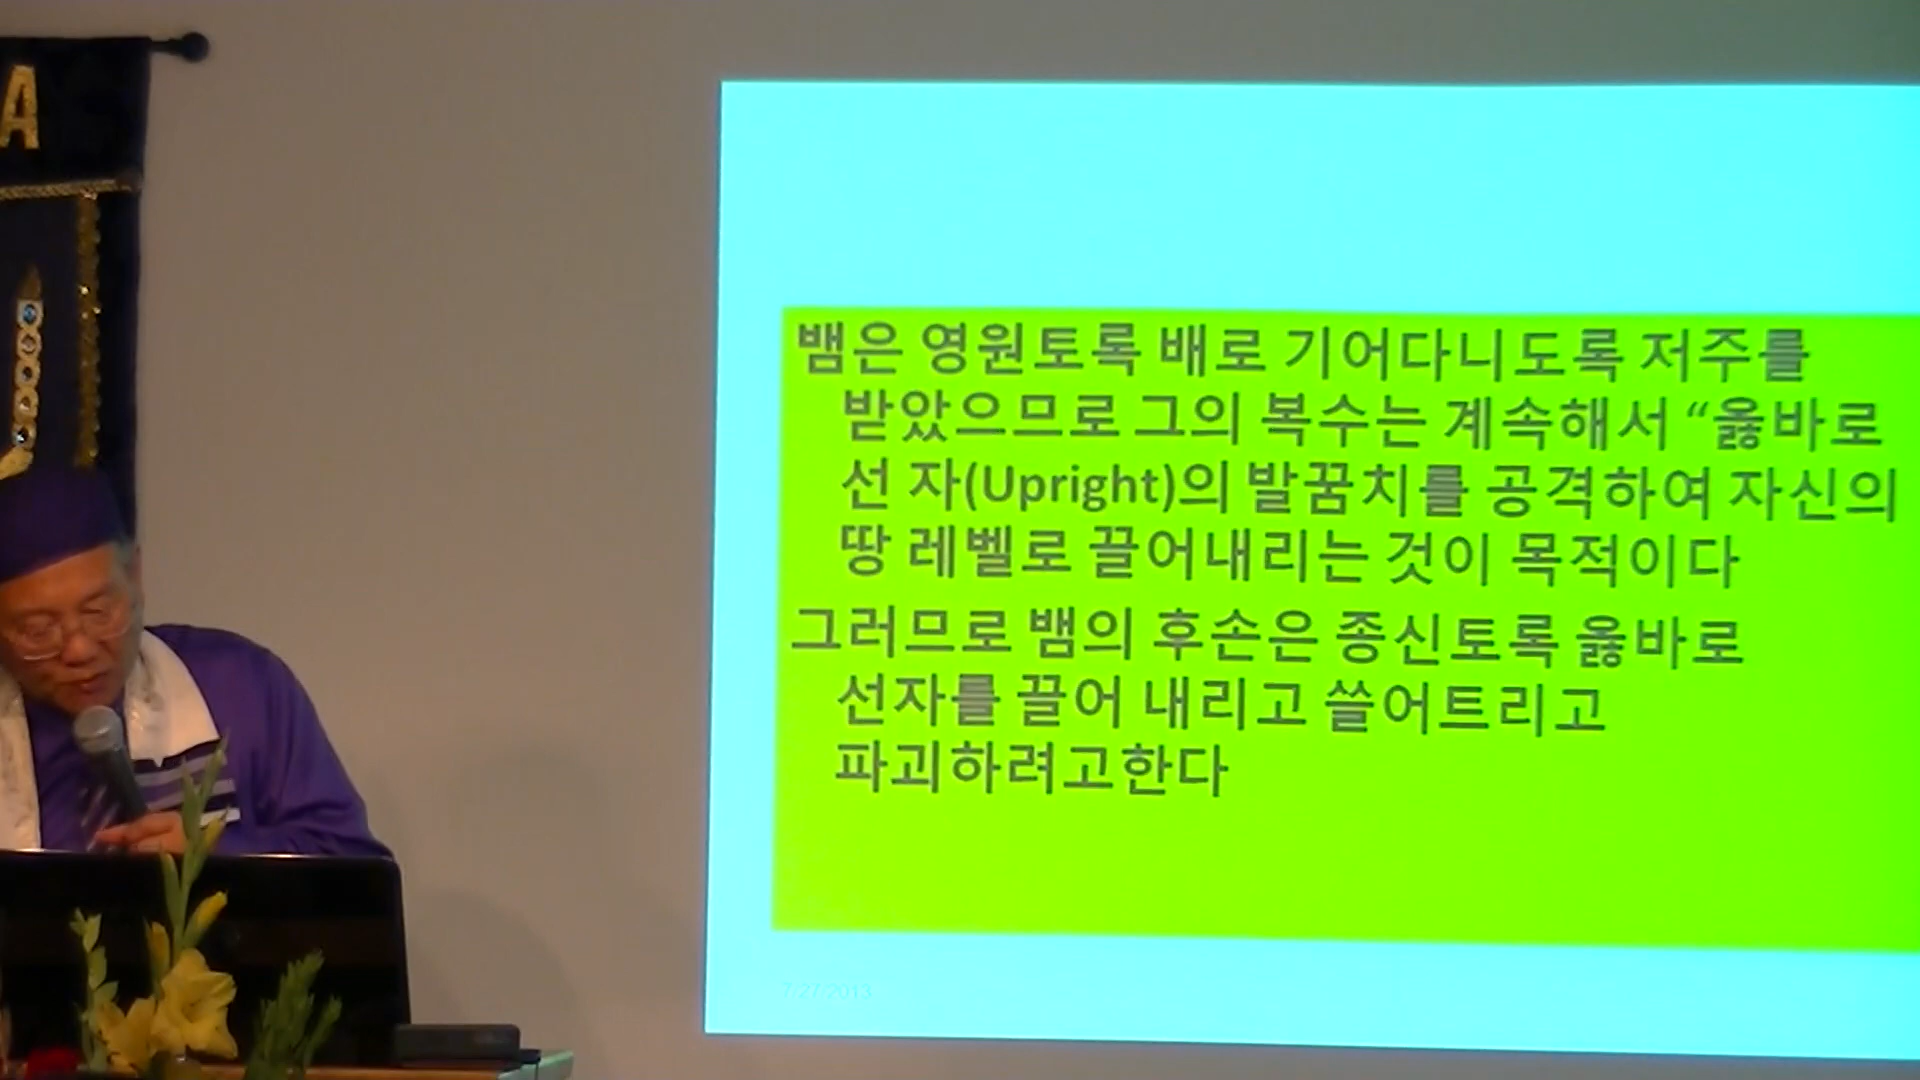 A
뱀은 영원토록 배로 기어다니도록 저주를
받았으므로 그의 복수는 계속해서 “옳바로
선 자(Upright)의 발꿈치를 공격하여 자신의
땅 레벨로 끌어내리는 것이 목적이다
그러므로 뱀의 후손은 종신토록 옳바로
선자를 끌어 내리고 쓸어트리고
파괴하려고한다
7/27/2013